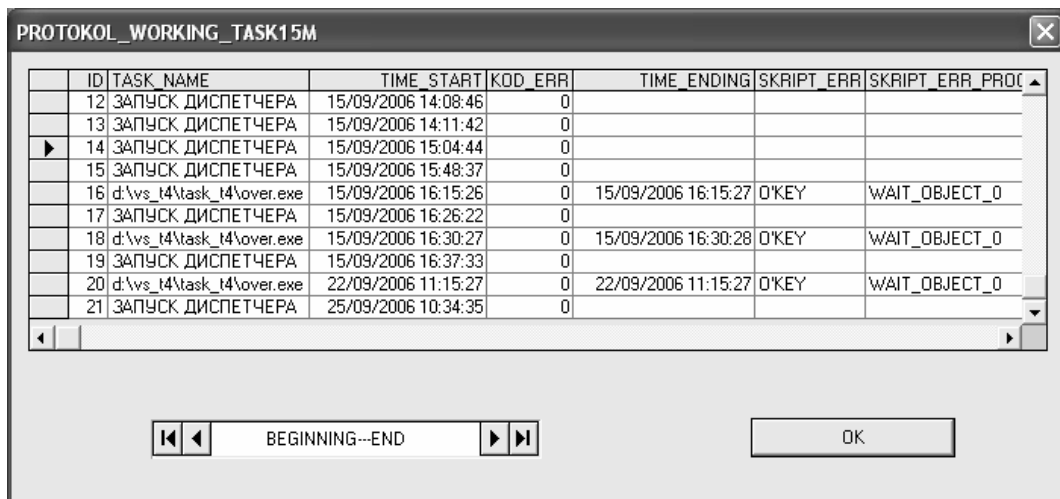 PROTOKOL_WORKING_TASK15M
ID TASK_NAME TIME_START KOD_ERR TIME_ENDING SKRIPT_ERR SKRIPT_ERR_PROC
12 ЗАПУСК ДИСПЕТЧЕРА 15/09/2006 14:08:46 0
13 ЗАПУСК ДИСПЕТЧЕРА 15/09/2006 14:11:42 0
14 ЗАПУСК ДИСПЕТЧЕРА 15/09/2006 15:04:44 0
15 ЗАПУСК ДИСПЕТЧЕРА 15/09/2006 15:48:37 0
16 d:\vs_t4\task_t4\over.exe 15/09/2006 16:15:26 0 15/09/2006 16:15:27 O'KEY WAIT_OBJECT_0
17 ЗАПУСК ДИСПЕТЧЕРА 15/09/2006 16:26:22 0
18 d:\vs_t4\task_t4\over.exe 15/09/2006 16:30:27 0 15/09/2006 16:30:28 O'KEY WAIT_OBJECT_0
19 ЗАПУСК ДИСПЕТЧЕРА 15/09/2006 16:37:33 0
20 d:\vs_t4\task_t4\over.exe 22/09/2006 11:15:27 0 22/09/2006 11:15:27 O'KEY WAIT_OBJECT_0
21 ЗАПУСК ДИСПЕТЧЕРА 25/09/2006 10:34:35 0
BEGINNING---END
OK